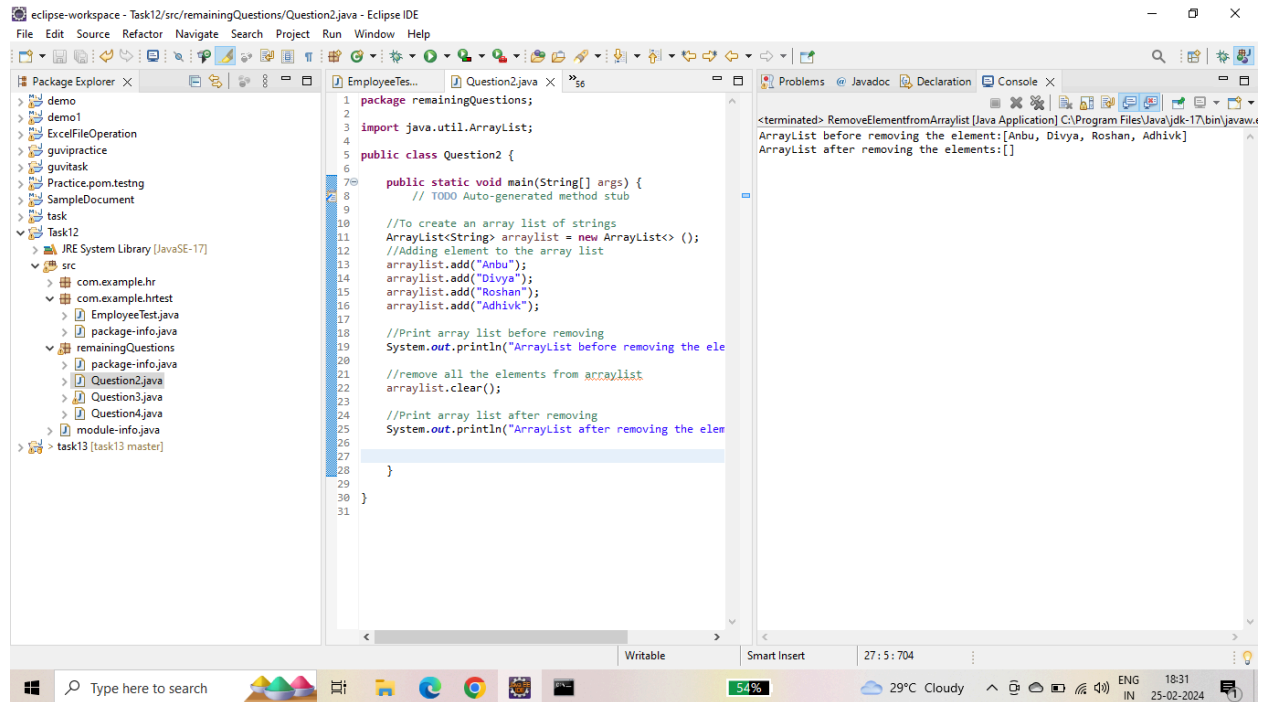 eclipse-workspace - Task12/src/remainingQuestions/Question2.java - Eclipse IDE
File Edit Source Refactor Navigate Search Project Run Window Help
Package Explorer
demo
demo1
ExcelFileOperation
guvipractice
guvitask
Practice.pom.testng
SampleDocument
task
Task12
JRE System Library [JavaSE-17]
src
com.example.hr
com.example.hrtest
EmployeeTest.java
package-info.java
remainingQuestions
package-info.java
Question2.java
Question3.java
Question4.java
module-info.java
> task13 [task13 master]
EmployeeTes... Question2.java »56
1 package remainingQuestions;
2
3 import java.util.ArrayList;
4
5 public class Question2 {
6
7 public static void main(String[] args) {
8 // TODO Auto-generated method stub
9
10 //To create an array list of strings
11 ArrayList<String> arraylist = new ArrayList<> ();
12 //Adding element to the array list
13 arraylist.add("Anbu");
14 arraylist.add("Divya");
15 arraylist.add("Roshan");
16 arraylist.add("Adhivk");
17
18 //Print array list before removing
19 System.out.println("ArrayList before removing the ele
20
21 //remove all the elements from arraylist
22 arraylist.clear();
23
24 //Print array list after removing
25 System.out.println("ArrayList after removing the elem
26
27
28 }
29
30 }
31
Problems @ Javadoc Declaration Console
<terminated> RemoveElementfromArraylist [Java Application] C:\Program Files\Java\jdk-17\bin\javaw.e
ArrayList before removing the element:[Anbu, Divya, Roshan, Adhivk]
ArrayList after removing the elements:[]
Writable Smart Insert 27 : 5 : 704
Type here to search
54%
29°C Cloudy
ENG
IN
18:31
25-02-2024
1